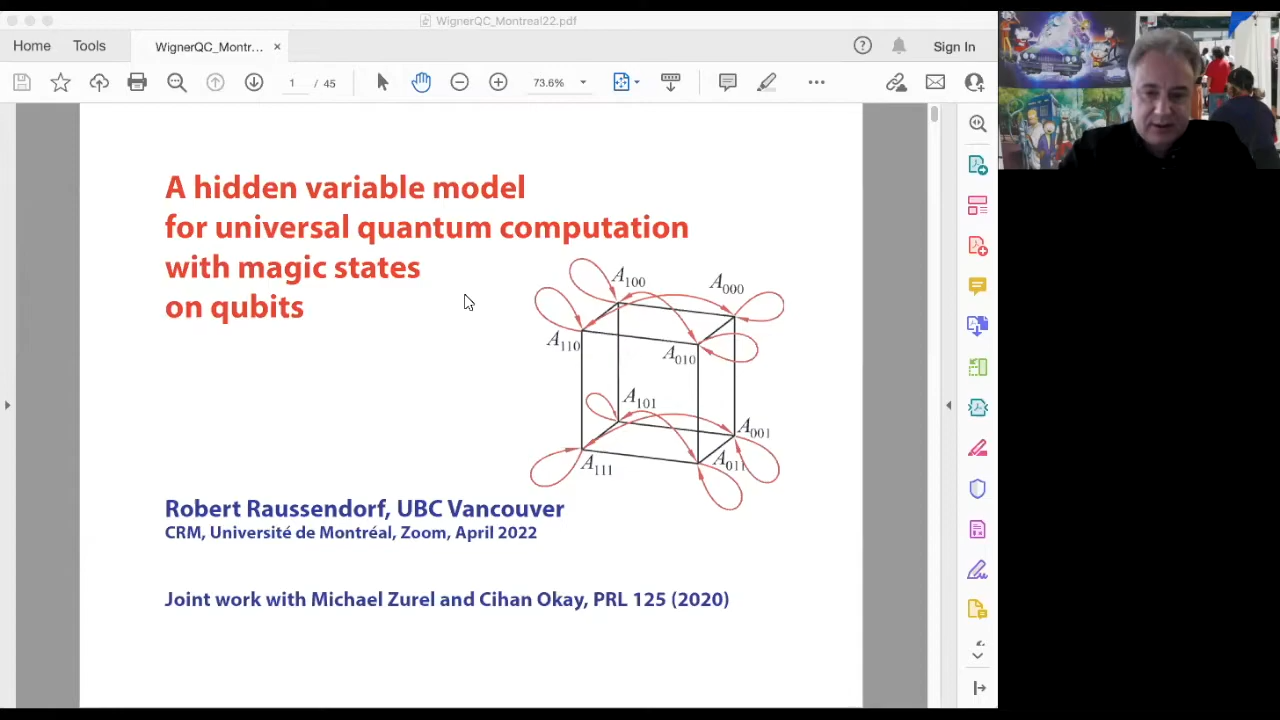 WignerQC_Montreal22.pdf
Home Tools WignerQC_Montr... × Sign In
1 / 45 73.6%
A hidden variable model
for universal quantum computation
with magic states
on qubits
A100
A000
A110
A010
A101
A001
A111
A011
Robert Raussendorf, UBC Vancouver
CRM, Université de Montréal, Zoom, April 2022
Joint work with Michael Zurel and Cihan Okay, PRL 125 (2020)